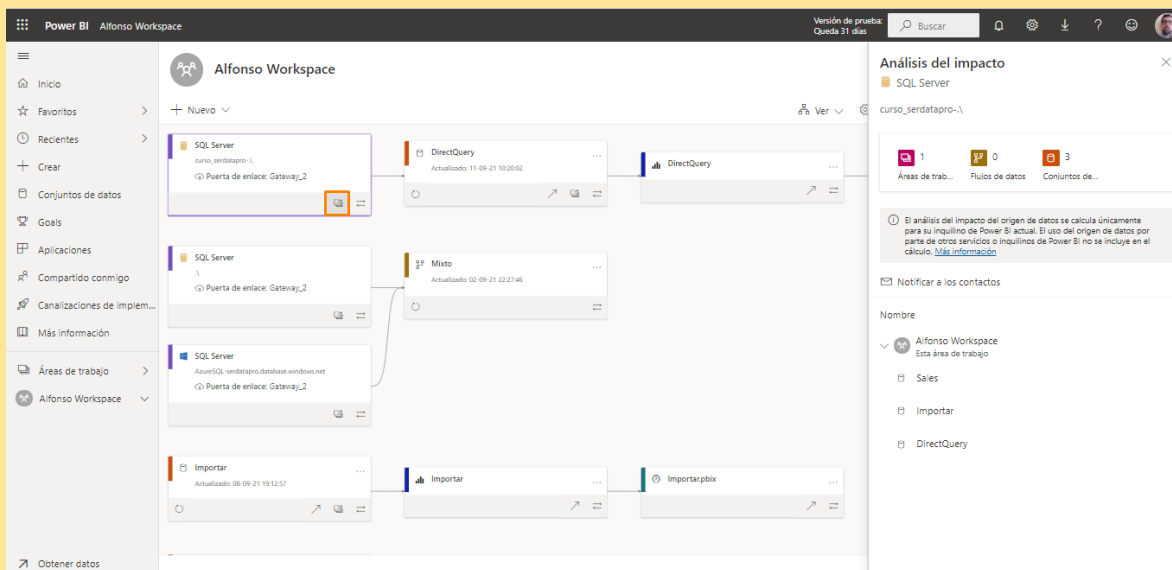 Power BI Alfonso Workspace
Versión de prueba:
Queda 31 días
Buscar
Inicio
Favoritos
Recientes
Crear
Conjuntos de datos
Goals
Aplicaciones
Compartido conmigo
Canalizaciones de implem...
Más información
Áreas de trabajo
Alfonso Workspace
Obtener datos
Alfonso Workspace
Nuevo
Ver
SQL Server
curso_serdatapro-.\
Puerta de enlace: Gateway_2
DirectQuery
Actualizado: 11-09-21 10:20:02
DirectQuery
SQL Server
.\
Puerta de enlace: Gateway_2
Mixto
Actualizado: 02-09-21 22:27:46
SQL Server
AzureSQL-serdatapro.database.windows.net
Puerta de enlace: Gateway_2
Importar
Actualizado: 08-09-21 19:12:57
Importar
Importar.pbix
Análisis del impacto
SQL Server
curso_serdatapro-.\
1
Áreas de trab...
0
Flujos de datos
3
Conjuntos de...
El análisis del impacto del origen de datos se calcula únicamente
para su inquilino de Power BI actual. El uso del origen de datos por
parte de otros servicios o inquilinos de Power BI no se incluye en el
cálculo. Más información
Notificar a los contactos
Nombre
Alfonso Workspace
Esta área de trabajo
Sales
Importar
DirectQuery